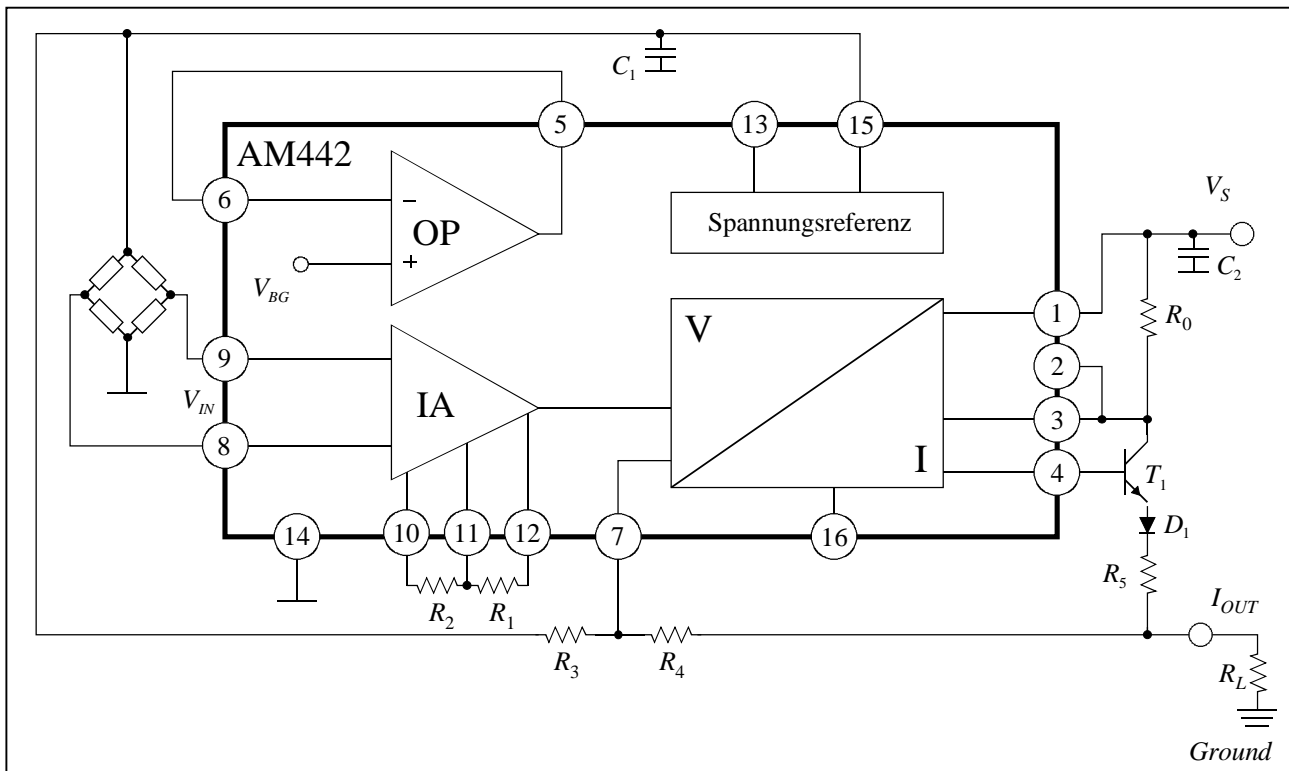 C1
5
13
15
AM442
6
−
OP
+
VBG
Spannungsreferenz
VS
C2
1
R0
2
V
9
VIN
IA
3
8
I
4
T1
D1
14
10
11
12
7
16
R2
R1
R5
IOUT
R3
R4
RL
Ground